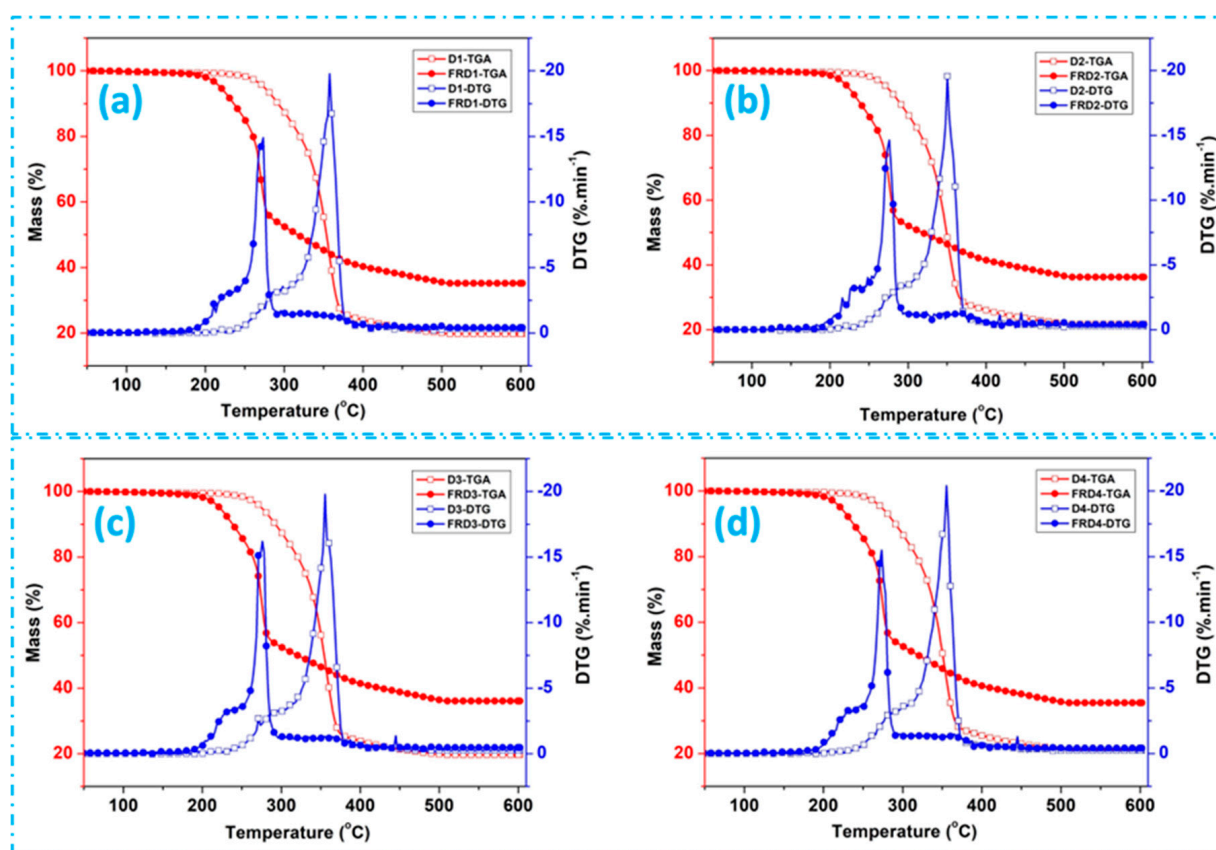 (a)
D1-TGA
FRD1-TGA
D1-DTG
FRD1-DTG
Mass (%)
100
80
60
40
20
-20
-15
-10
-5
0
DTG (%.min⁻¹)
100 200 300 400 500 600
Temperature (°C)
(b)
D2-TGA
FRD2-TGA
D2-DTG
FRD2-DTG
Mass (%)
100
80
60
40
20
-20
-15
-10
-5
0
DTG (%.min⁻¹)
100 200 300 400 500 600
Temperature (°C)
(c)
D3-TGA
FRD3-TGA
D3-DTG
FRD3-DTG
Mass (%)
100
80
60
40
20
-20
-15
-10
-5
0
DTG (%.min⁻¹)
100 200 300 400 500 600
Temperature (°C)
(d)
D4-TGA
FRD4-TGA
D4-DTG
FRD4-DTG
Mass (%)
100
80
60
40
20
-20
-15
-10
-5
0
DTG (%.min⁻¹)
100 200 300 400 500 600
Temperature (°C)